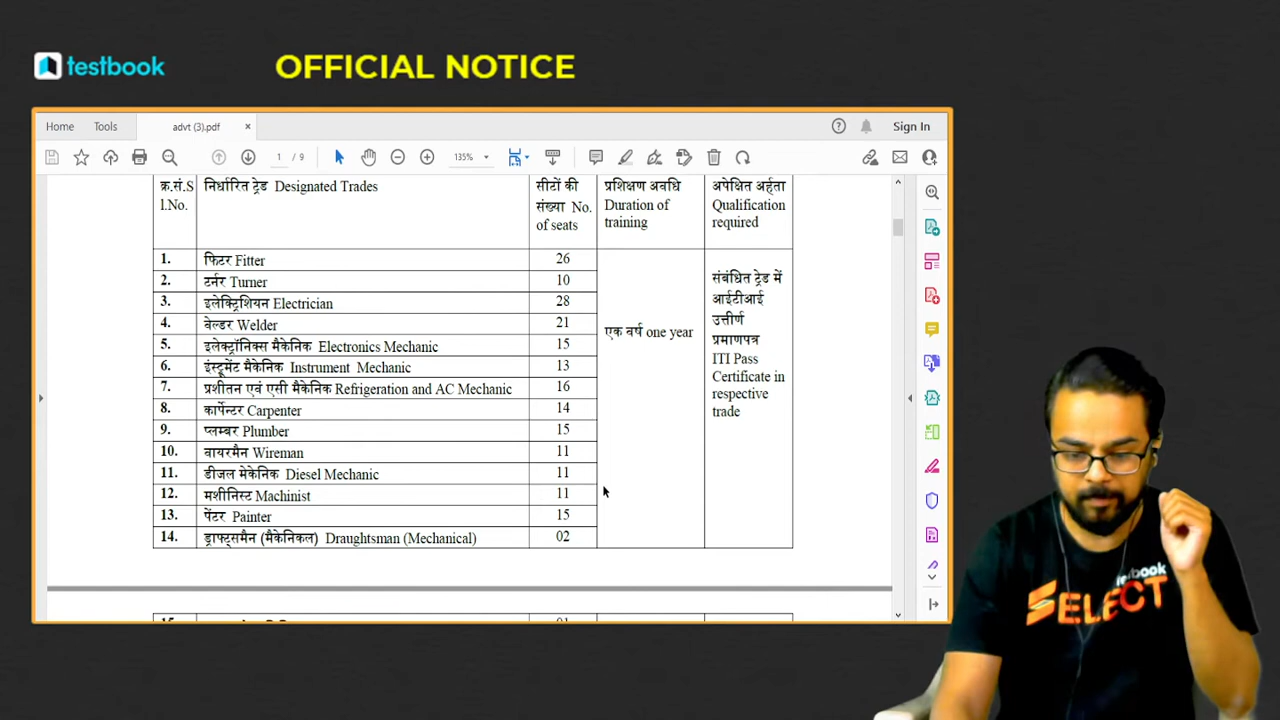 testbook
OFFICIAL NOTICE
Home Tools advt (3).pdf × Sign In
1 / 9 135%
क्र.सं.S निर्धारित ट्रेड Designated Trades सीटों की प्रशिक्षण अवधि अपेक्षित अर्हता
l.No. संख्या No. Duration of Qualification
of seats training required
1. फिटर Fitter 26
2. टर्नर Turner 10
3. इलेक्ट्रिशियन Electrician 28
4. वेल्डर Welder 21
5. इलेक्ट्रॉनिक्स मैकेनिक Electronics Mechanic 15
6. इंस्ट्रूमेंट मैकेनिक Instrument Mechanic 13
7. प्रशीतन एवं एसी मैकेनिक Refrigeration and AC Mechanic 16
8. कार्पेन्टर Carpenter 14
9. प्लम्बर Plumber 15
10. वायरमैन Wireman 11
11. डीजल मेकेनिक Diesel Mechanic 11
12. मशीनिस्ट Machinist 11
13. पेंटर Painter 15
14. ड्राफ्ट्समैन (मैकेनिकल) Draughtsman (Mechanical) 02
एक वर्ष one year
संबंधित ट्रेड में
आईटीआई
उत्तीर्ण
प्रमाणपत्र
ITI Pass
Certificate in
respective
trade
testbook
SELECT